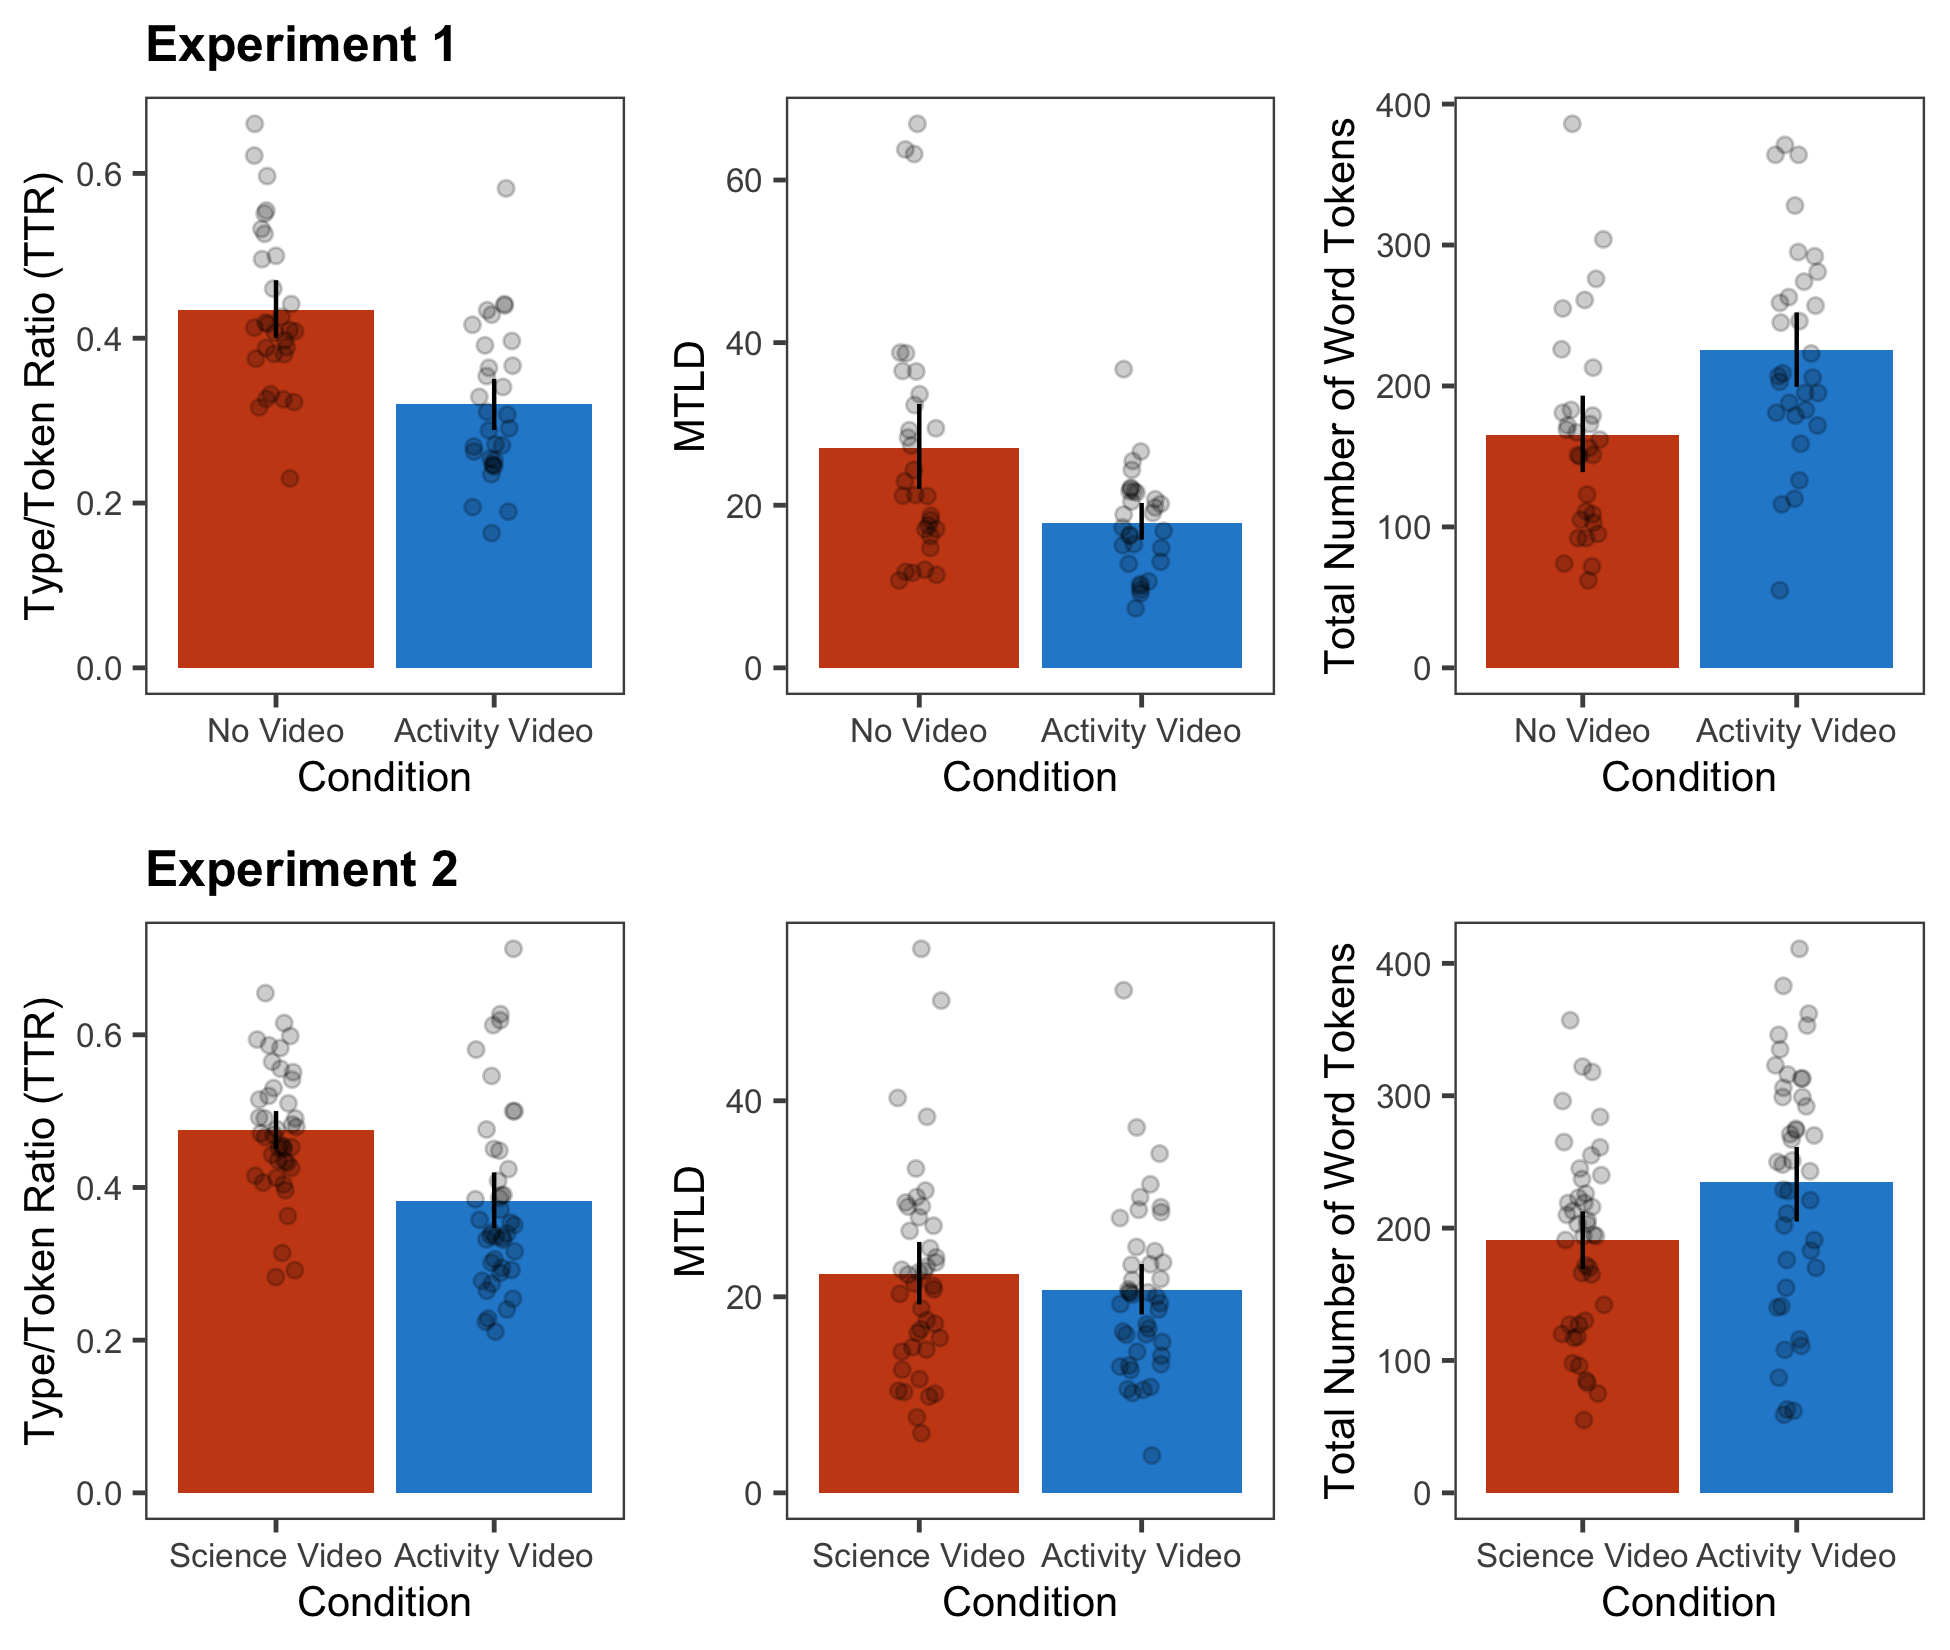 Experiment 1
Type/Token Ratio (TTR)
0.6
0.4
0.2
0.0
No Video Activity Video
Condition
MTLD
60
40
20
0
No Video Activity Video
Condition
Total Number of Word Tokens
400
300
200
100
0
No Video Activity Video
Condition
Experiment 2
Type/Token Ratio (TTR)
0.6
0.4
0.2
0.0
Science Video Activity Video
Condition
MTLD
40
20
0
Science Video Activity Video
Condition
Total Number of Word Tokens
400
300
200
100
0
Science Video Activity Video
Condition